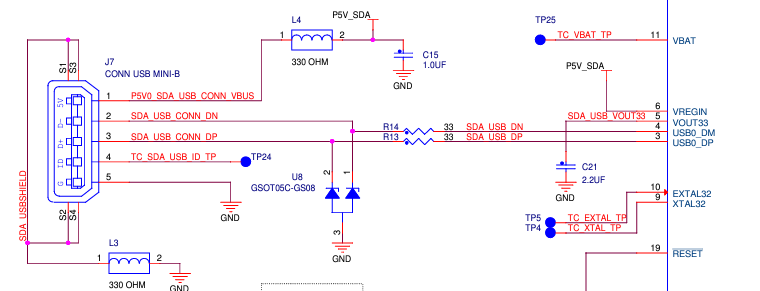 P5V_SDA
L4
1
2
330 OHM
C15
1.0UF
GND
TP25
TC_VBAT_TP
11
VBAT
P5V_SDA
J7
CONN USB MINI-B
S1
S3
5V
D-
D+
ID
G
S2
S4
1
P5V0_SDA_USB_CONN_VBUS
2
SDA_USB_CONN_DN
3
SDA_USB_CONN_DP
4
TC_SDA_USB_ID_TP
TP24
5
GND
R14
33
SDA_USB_DN
R13
33
SDA_USB_DP
U8
GSOT05C-GS08
2
1
3
GND
6
VREGIN
SDA_USB_VOUT33
5
VOUT33
4
USB0_DM
3
USB0_DP
C21
2.2UF
GND
10
EXTAL32
9
XTAL32
TP5
TC_EXTAL_TP
TP4
TC_XTAL_TP
19
RESET
SDA_USBSHIELD
L3
1
2
330 OHM
GND